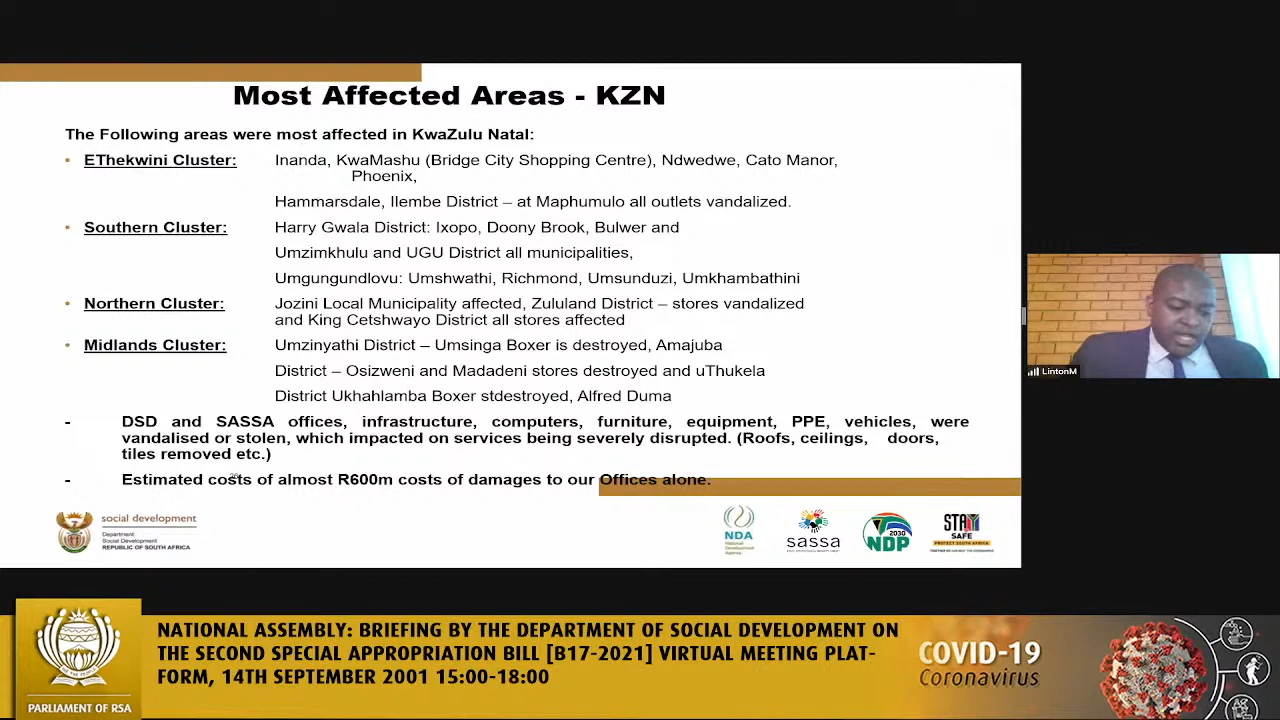 Most Affected Areas - KZN
The Following areas were most affected in KwaZulu Natal:
• EThekwini Cluster: Inanda, KwaMashu (Bridge City Shopping Centre), Ndwedwe, Cato Manor,
Phoenix,
Hammarsdale, Ilembe District – at Maphumulo all outlets vandalized.
• Southern Cluster: Harry Gwala District: Ixopo, Doony Brook, Bulwer and
Umzimkhulu and UGU District all municipalities,
Umgungundlovu: Umshwathi, Richmond, Umsunduzi, Umkhambathini
• Northern Cluster: Jozini Local Municipality affected, Zululand District – stores vandalized
and King Cetshwayo District all stores affected
• Midlands Cluster: Umzinyathi District – Umsinga Boxer is destroyed, Amajuba
District – Osizweni and Madadeni stores destroyed and uThukela
District Ukhahlamba Boxer stdestroyed, Alfred Duma
- DSD and SASSA offices, infrastructure, computers, furniture, equipment, PPE, vehicles, were
vandalised or stolen, which impacted on services being severely disrupted. (Roofs, ceilings, doors,
tiles removed etc.)
- Estimated costs of almost R600m costs of damages to our Offices alone.
social development
Department:
Social Development
REPUBLIC OF SOUTH AFRICA
NDA
National
Development
Agency
sassa
2030
NDP
STAY
SAFE
PROTECT SOUTH AFRICA
LintonM
PARLIAMENT OF RSA
NATIONAL ASSEMBLY: BRIEFING BY THE DEPARTMENT OF SOCIAL DEVELOPMENT ON
THE SECOND SPECIAL APPROPRIATION BILL [B17-2021] VIRTUAL MEETING PLAT-
FORM, 14TH SEPTEMBER 2001 15:00-18:00
COVID-19
Coronavirus